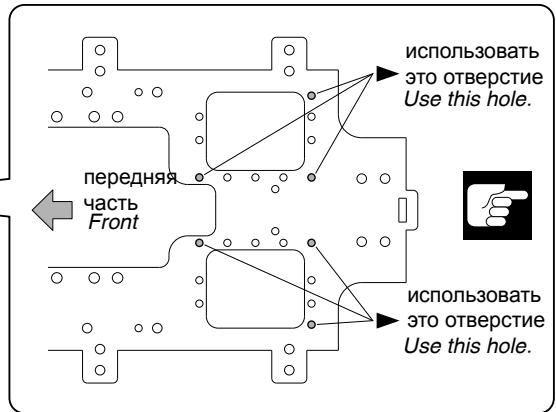 использовать
это отверстие
Use this hole.
передняя
часть
Front
использовать
это отверстие
Use this hole.